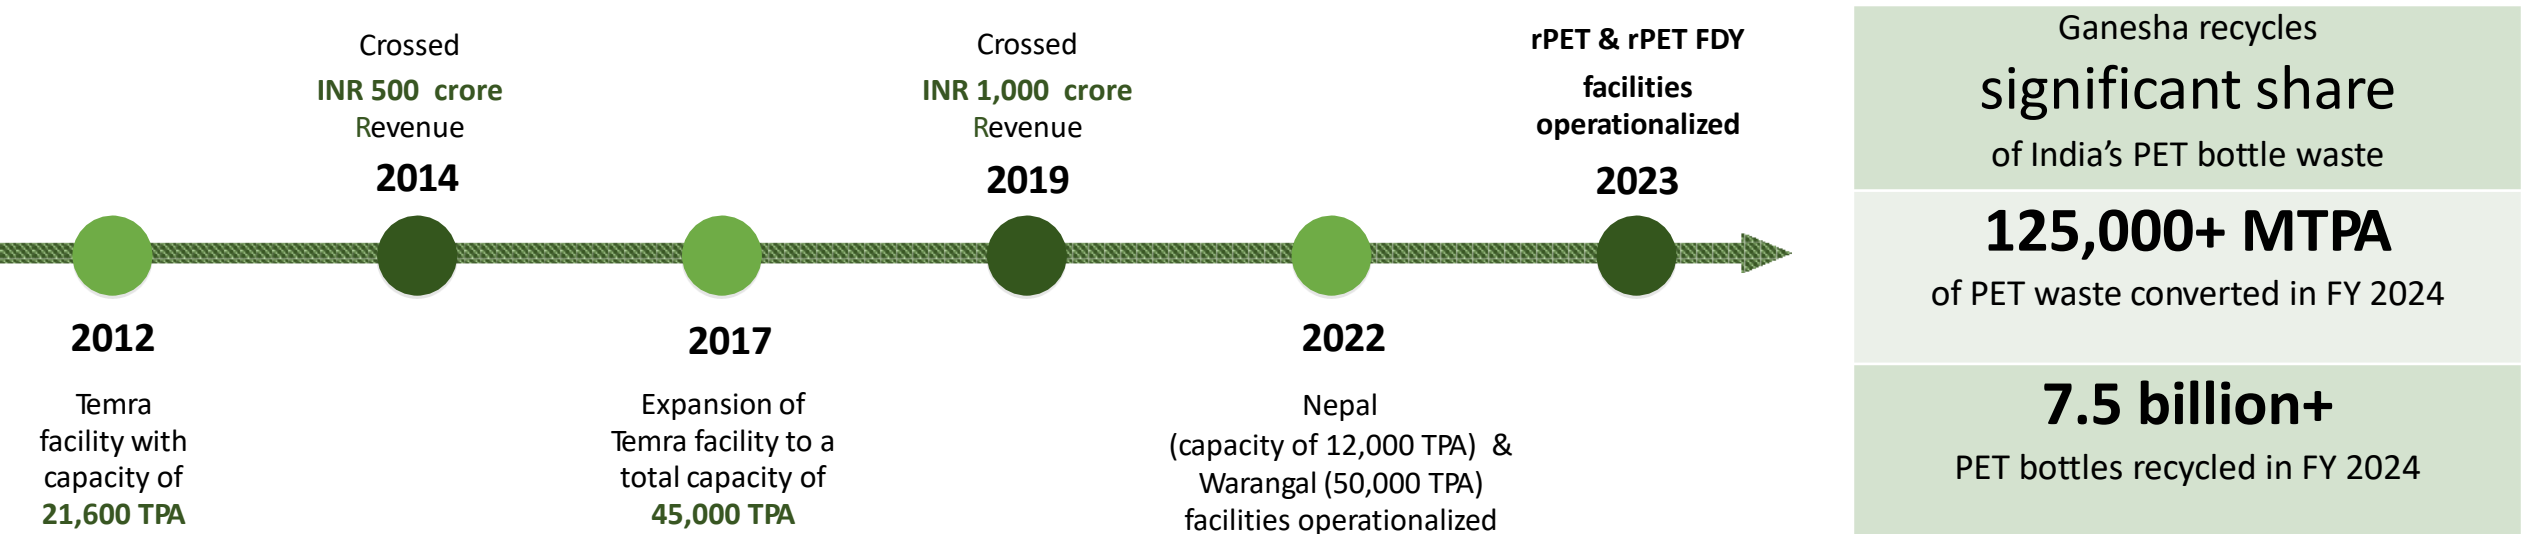 Crossed
INR 500 crore
Revenue
2014
Crossed
INR 1,000 crore
Revenue
2019
rPET & rPET FDY
facilities
operationalized
2023
2012
Temra
facility with
capacity of
21,600 TPA
2017
Expansion of
Temra facility to a
total capacity of
45,000 TPA
2022
Nepal
(capacity of 12,000 TPA) &
Warangal (50,000 TPA)
facilities operationalized
Ganesha recycles
significant share
of India’s PET bottle waste
125,000+ MTPA
of PET waste converted in FY 2024
7.5 billion+
PET bottles recycled in FY 2024